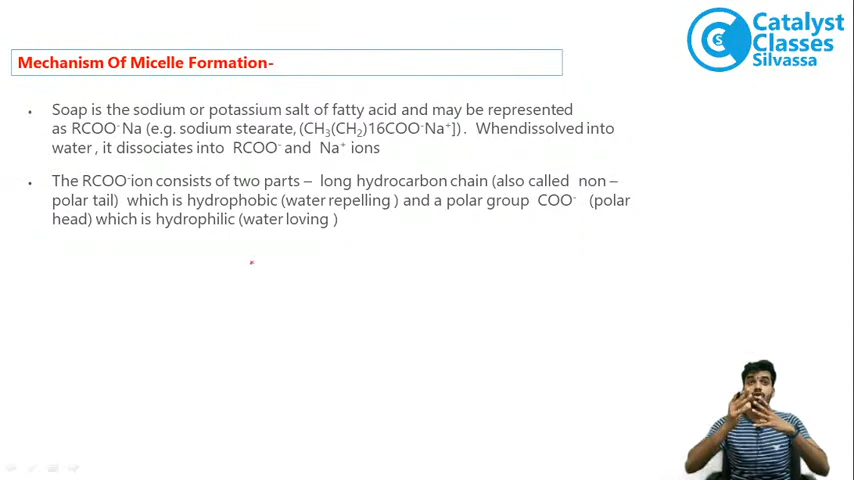 Catalyst
Classes
Silvassa
Mechanism Of Micelle Formation-
• Soap is the sodium or potassium salt of fatty acid and may be represented
as RCOO⁻Na (e.g. sodium stearate, (CH₃(CH₂)16COO⁻Na⁺]). Whendissolved into
water, it dissociates into RCOO⁻ and Na⁺ ions
• The RCOO⁻ion consists of two parts – long hydrocarbon chain (also called non –
polar tail) which is hydrophobic (water repelling ) and a polar group COO⁻ (polar
head) which is hydrophilic (water loving )